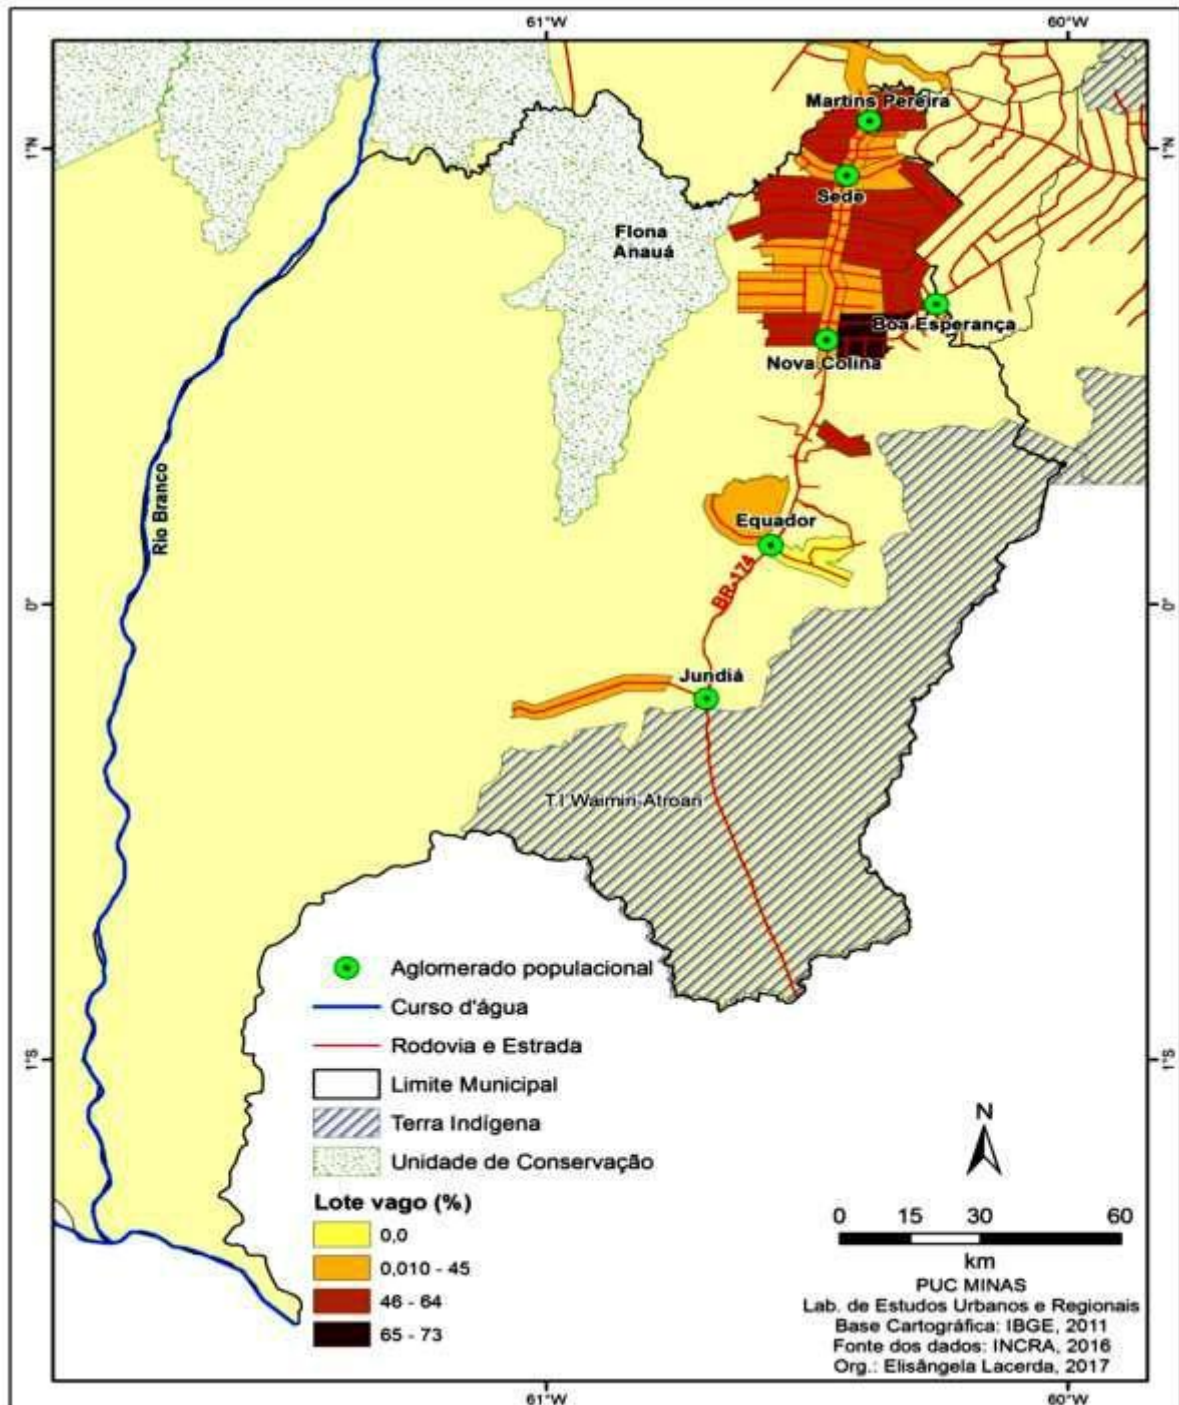 61°W
60°W
Martins Pereira
1°N
1°N
Sede
Flona
Anauá
Boa Esperança
Nova Colina
Rio Branco
Equador
BR-174
0°
0°
Jundiá
T.I Waimiri-Atroari
Aglomerado populacional
Curso d'água
Rodovia e Estrada
Limite Municipal
Terra Indígena
Unidade de Conservação
Lote vago (%)
0,0
0,010 - 45
46 - 64
65 - 73
1°S
1°S
N
0 15 30 60
km
PUC MINAS
Lab. de Estudos Urbanos e Regionais
Base Cartográfica: IBGE, 2011
Fonte dos dados: INCRA, 2016
Org.: Elisângela Lacerda, 2017
61°W
60°W